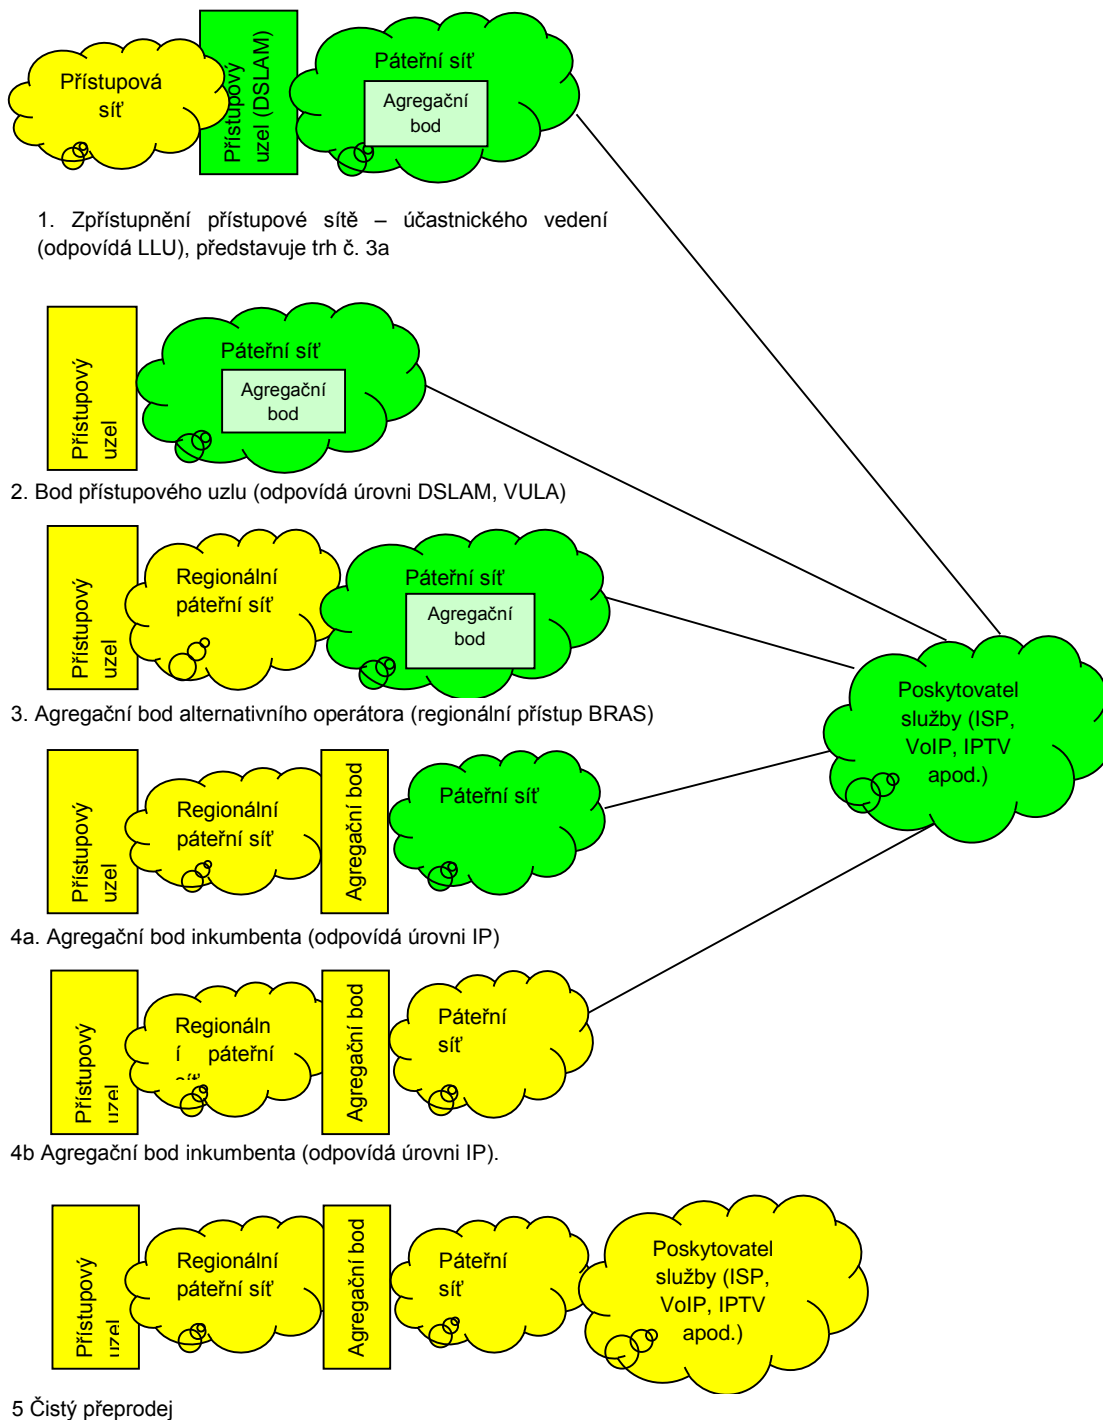 Přístupová
síť
Přístupový
uzel (DSLAM)
Páteřní síť
Agregační
bod
1. Zpřístupnění přístupové sítě – účastnického vedení
(odpovídá LLU), představuje trh č. 3a
Přístupový
uzel
Páteřní síť
Agregační
bod
2. Bod přístupového uzlu (odpovídá úrovni DSLAM, VULA)
Přístupový
uzel
Regionální
páteřní síť
Páteřní síť
Agregační
bod
Poskytovatel
služby (ISP,
VoIP, IPTV
apod.)
3. Agregační bod alternativního operátora (regionální přístup BRAS)
Přístupový
uzel
Regionální
páteřní síť
Agregační bod
Páteřní síť
4a. Agregační bod inkumbenta (odpovídá úrovni IP)
Přístupový
uzel
Regionáln
í páteřní
síť
Agregační bod
Páteřní
síť
4b Agregační bod inkumbenta (odpovídá úrovni IP).
Přístupový
uzel
Regionální
páteřní síť
Agregační bod
Páteřní
síť
Poskytovatel
služby (ISP,
VoIP, IPTV
apod.)
5 Čistý přeprodej